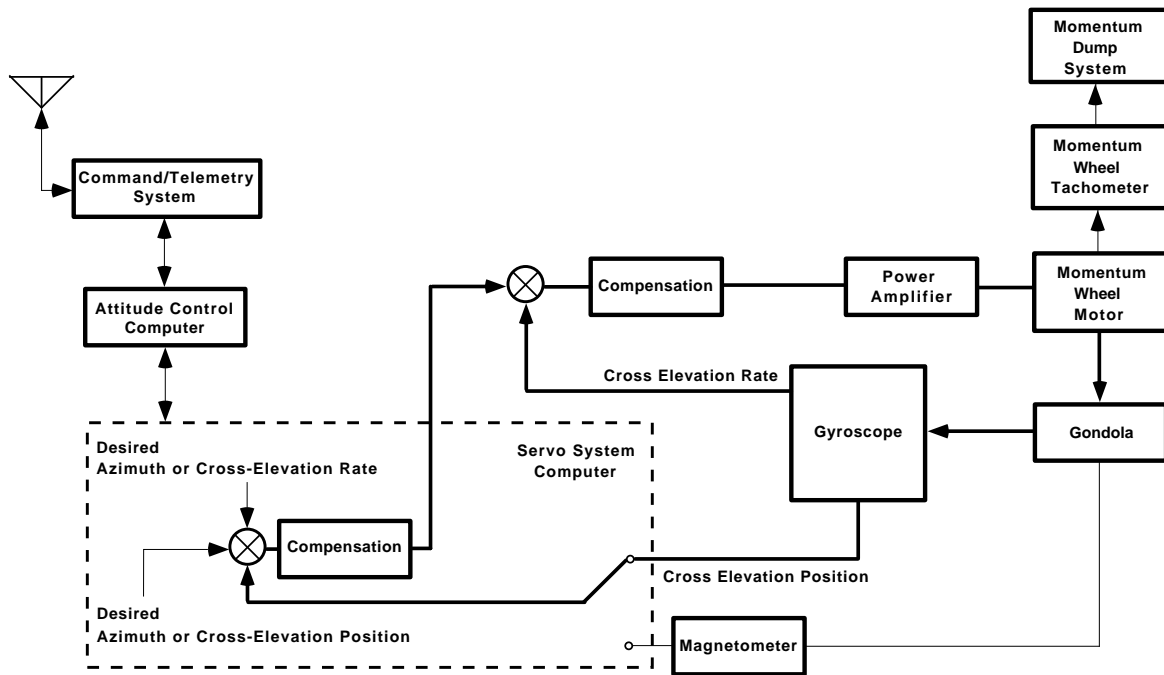 Momentum
Dump
System
Momentum
Wheel
Tachometer
Command/Telemetry
System
Attitude Control
Computer
Compensation
Power
Amplifier
Momentum
Wheel
Motor
Cross Elevation Rate
Gyroscope
Gondola
Desired
Azimuth or Cross-Elevation Rate
Servo System
Computer
Compensation
Cross Elevation Position
Desired
Azimuth or Cross-Elevation Position
Magnetometer